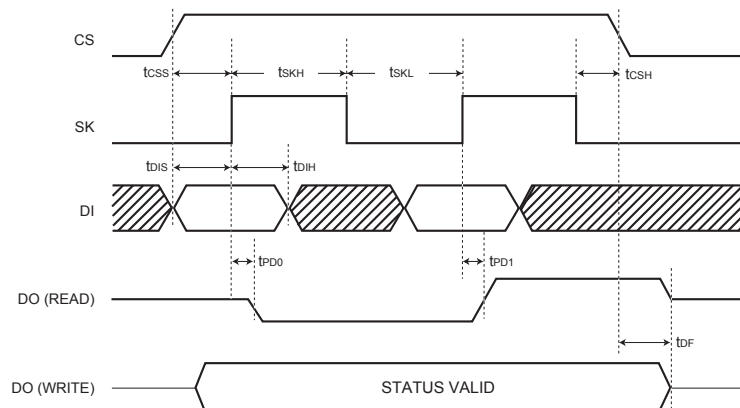 CS
tCSS tSKH tSKL tCSH
SK
tDIS tDIH
DI
tPD0 tPD1
DO (READ)
tDF
DO (WRITE) STATUS VALID